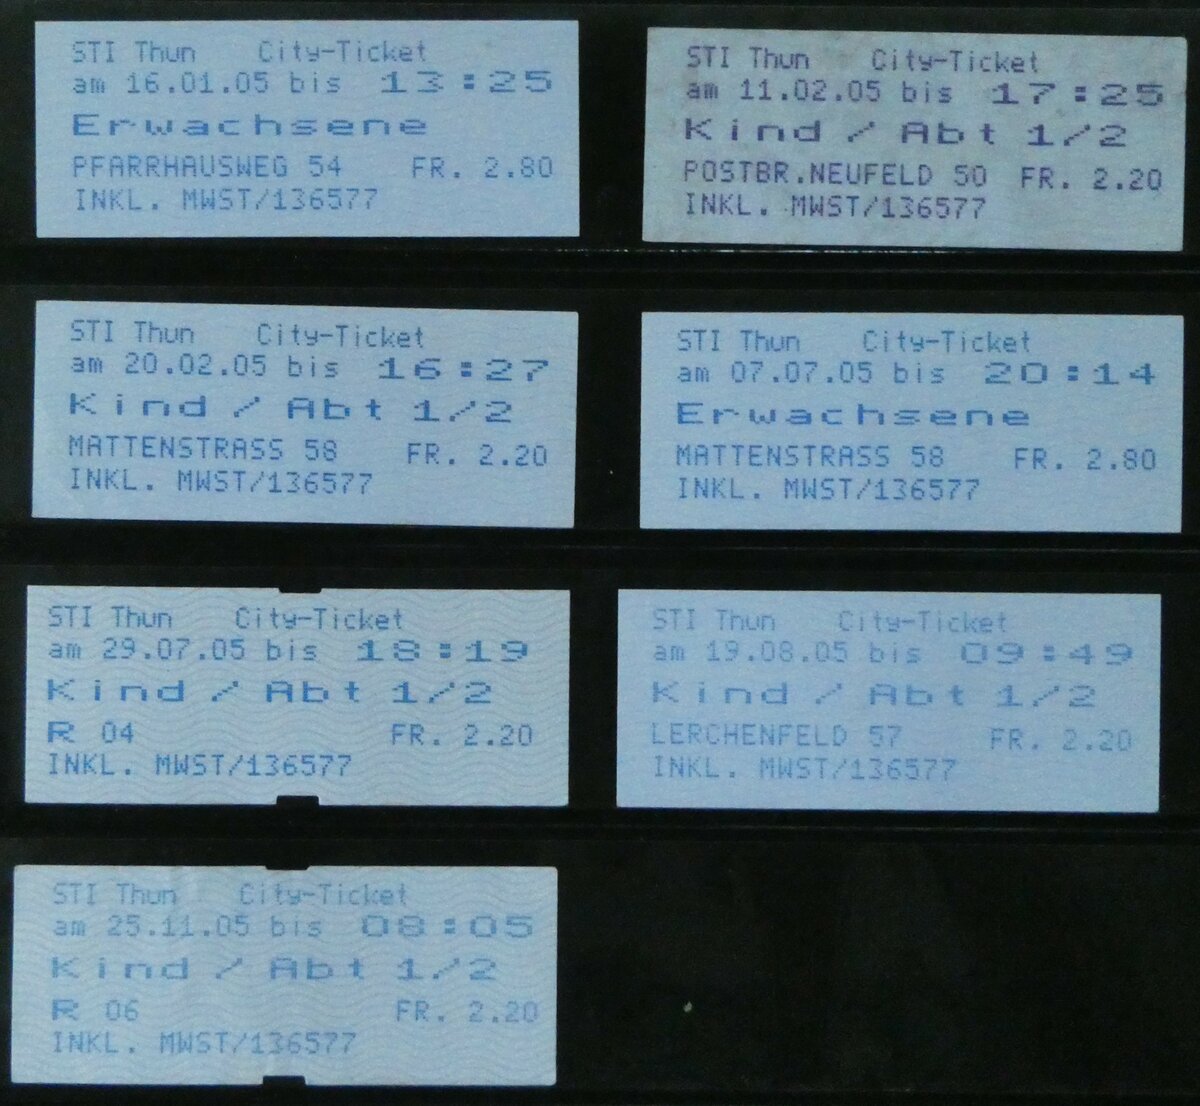 STI Thun City-Ticket
am 16.01.05 bis 13:25
Erwachsene
PFARRHAUSWEG 54 FR. 2.80
INKL. MWST/136577
STI Thun City-Ticket
am 11.02.05 bis 17:25
Kind / Abt 1/2
POSTBR.NEUFELD 50 FR. 2.20
INKL. MWST/136577
STI Thun City-Ticket
am 20.02.05 bis 16:27
Kind / Abt 1/2
MATTENSTRASS 58 FR. 2.20
INKL. MWST/136577
STI Thun City-Ticket
am 07.07.05 bis 20:14
Erwachsene
MATTENSTRASS 58 FR. 2.80
INKL. MWST/136577
STI Thun City-Ticket
am 29.07.05 bis 18:19
Kind / Abt 1/2
R 04 FR. 2.20
INKL. MWST/136577
STI Thun City-Ticket
am 19.08.05 bis 09:49
Kind / Abt 1/2
LERCHENFELD 57 FR. 2.20
INKL. MWST/136577
STI Thun City-Ticket
am 25.11.05 bis 08:05
Kind / Abt 1/2
R 06 FR. 2.20
INKL. MWST/136577